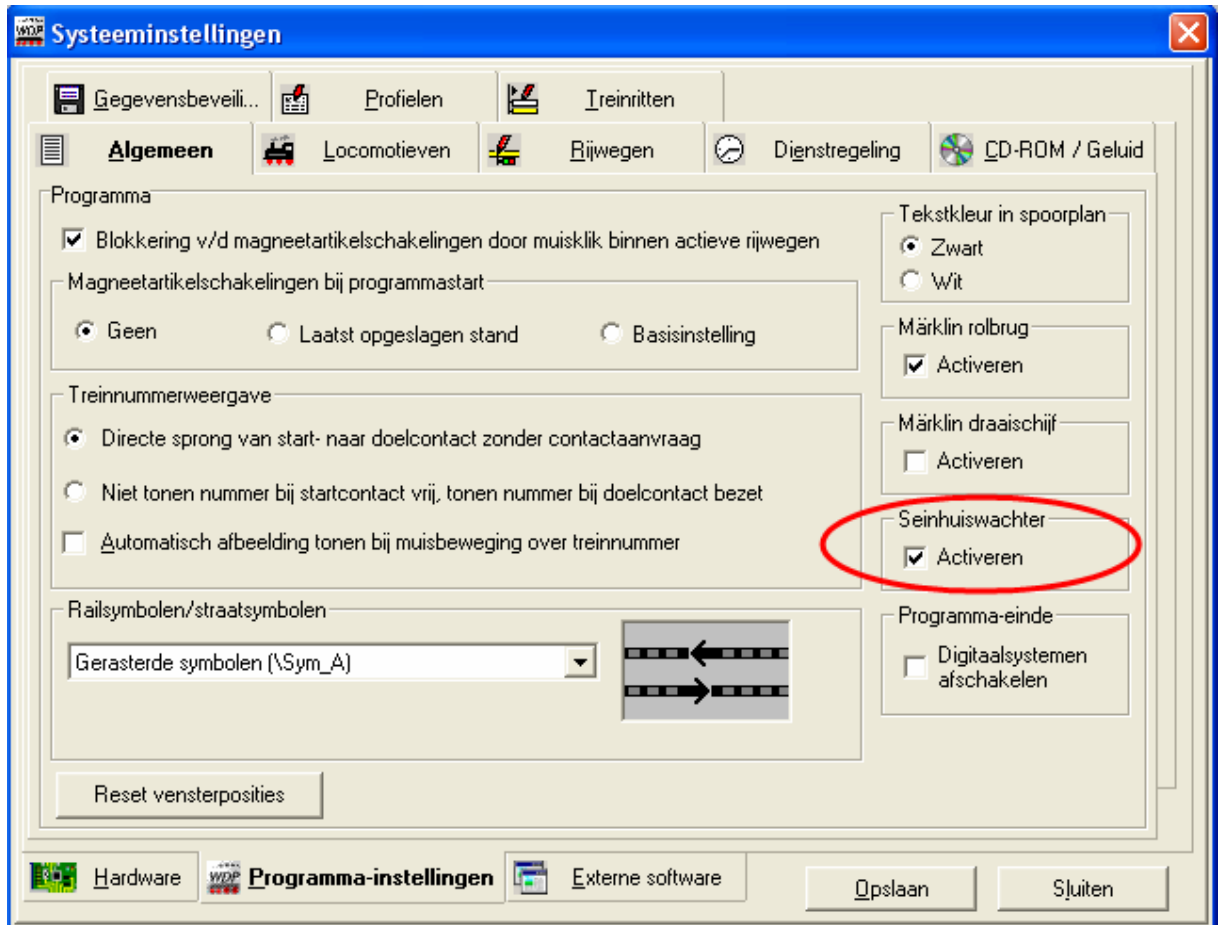 WDP Systeeminstellingen
Gegevensbeveili... Profielen Treinritten
Algemeen Locomotieven Rijwegen Dienstregeling CD-ROM / Geluid
Programma
Blokkering v/d magneetartikelschakelingen door muisklik binnen actieve rijwegen
Magneetartikelschakelingen bij programmastart
Geen Laatst opgeslagen stand Basisinstelling
Treinnummerweergave
Directe sprong van start- naar doelcontact zonder contactaanvraag
Niet tonen nummer bij startcontact vrij, tonen nummer bij doelcontact bezet
Automatisch afbeelding tonen bij muisbeweging over treinnummer
Railsymbolen/straatsymbolen
Gerasterde symbolen (\Sym_A)
Reset vensterposities
Tekstkleur in spoorplan
Zwart
Wit
Märklin rolbrug
Activeren
Märklin draaischijf
Activeren
Seinhuiswachter
Activeren
Programma-einde
Digitaalsystemen
afschakelen
Hardware WDP Programma-instellingen Externe software
Opslaan Sluiten